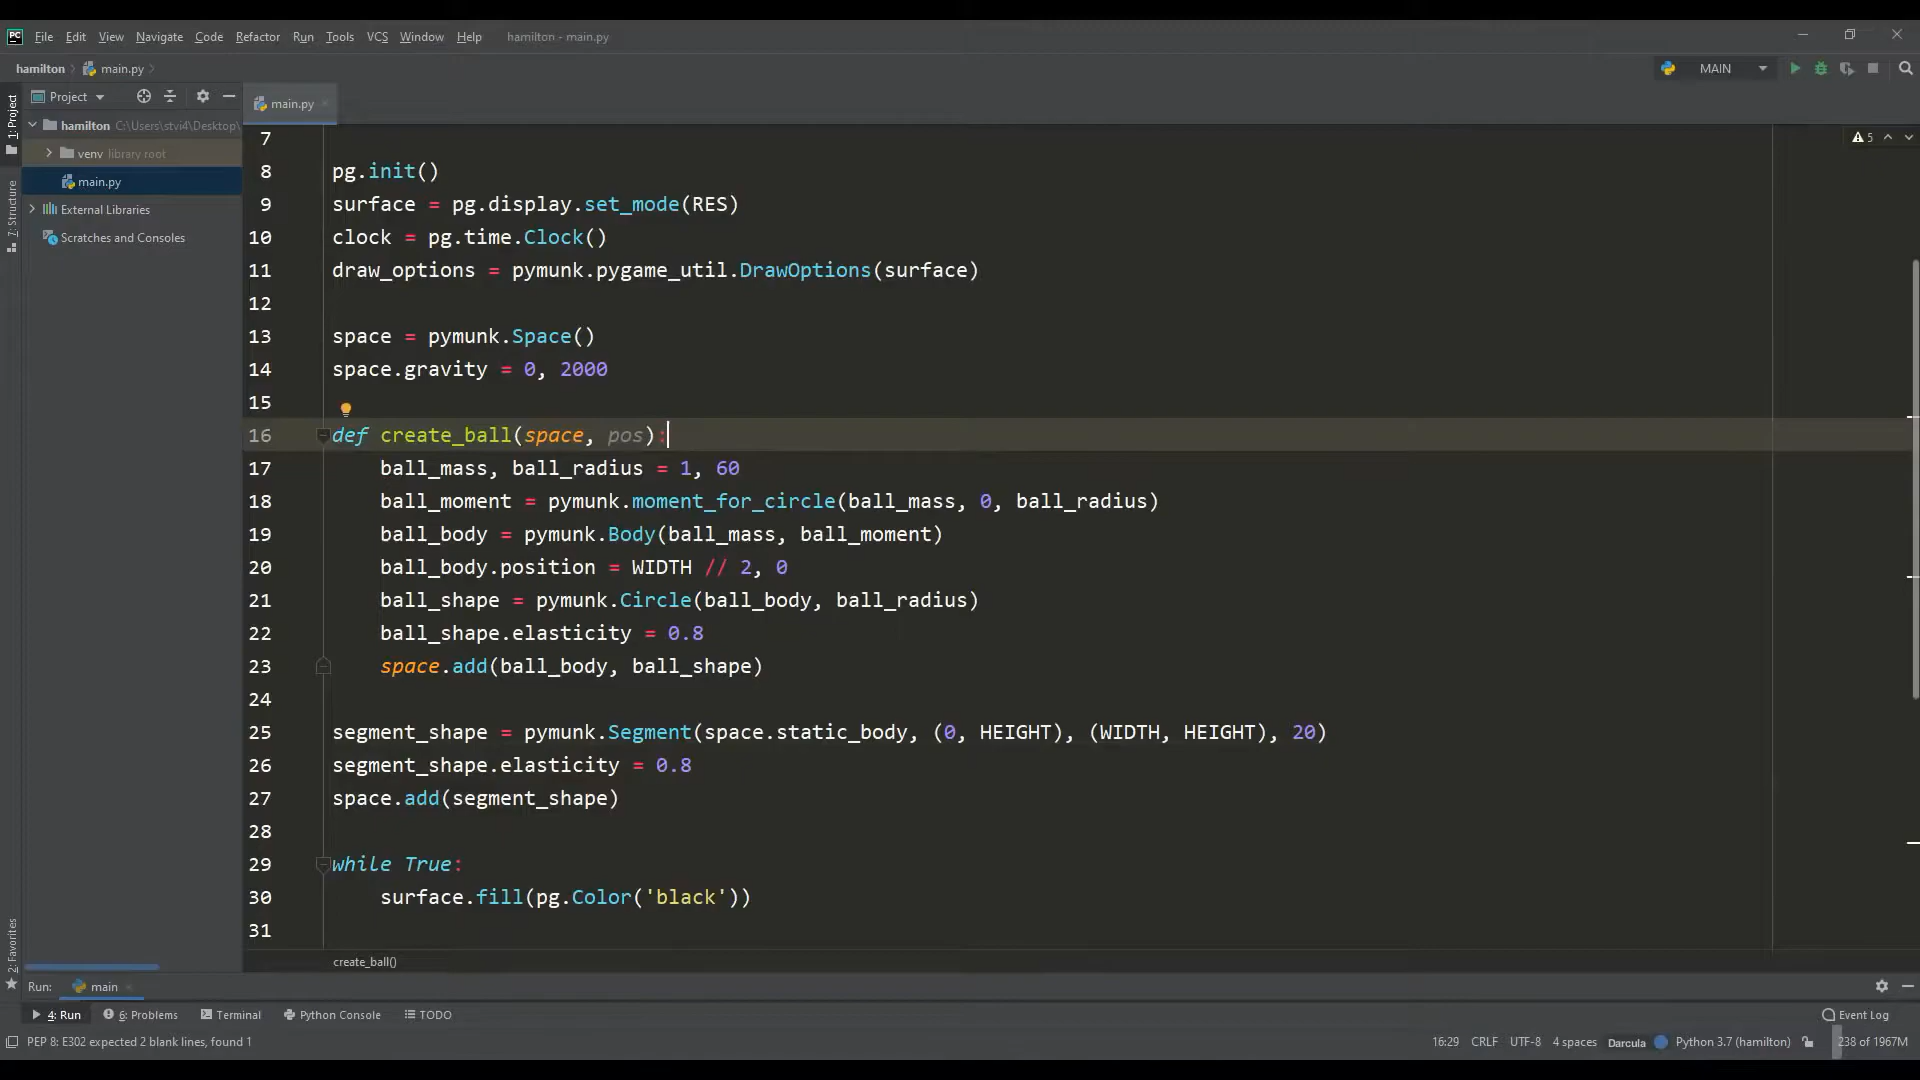 PC File Edit View Navigate Code Refactor Run Tools VCS Window Help hamilton - main.py
hamilton main.py MAIN
1: Project
Project
main.py
hamilton C:\Users\stvi4\Desktop\
venv library root
main.py
External Libraries
Scratches and Consoles
7: Structure
2: Favorites
5
7
8 pg.init()
9 surface = pg.display.set_mode(RES)
10 clock = pg.time.Clock()
11 draw_options = pymunk.pygame_util.DrawOptions(surface)
12
13 space = pymunk.Space()
14 space.gravity = 0, 2000
15
16 def create_ball(space, pos):
17 ball_mass, ball_radius = 1, 60
18 ball_moment = pymunk.moment_for_circle(ball_mass, 0, ball_radius)
19 ball_body = pymunk.Body(ball_mass, ball_moment)
20 ball_body.position = WIDTH // 2, 0
21 ball_shape = pymunk.Circle(ball_body, ball_radius)
22 ball_shape.elasticity = 0.8
23 space.add(ball_body, ball_shape)
24
25 segment_shape = pymunk.Segment(space.static_body, (0, HEIGHT), (WIDTH, HEIGHT), 20)
26 segment_shape.elasticity = 0.8
27 space.add(segment_shape)
28
29 while True:
30 surface.fill(pg.Color('black'))
31
create_ball()
Run: main
4: Run 6: Problems Terminal Python Console TODO Event Log
PEP 8: E302 expected 2 blank lines, found 1 16:29 CRLF UTF-8 4 spaces Darcula Python 3.7 (hamilton) 238 of 1967M